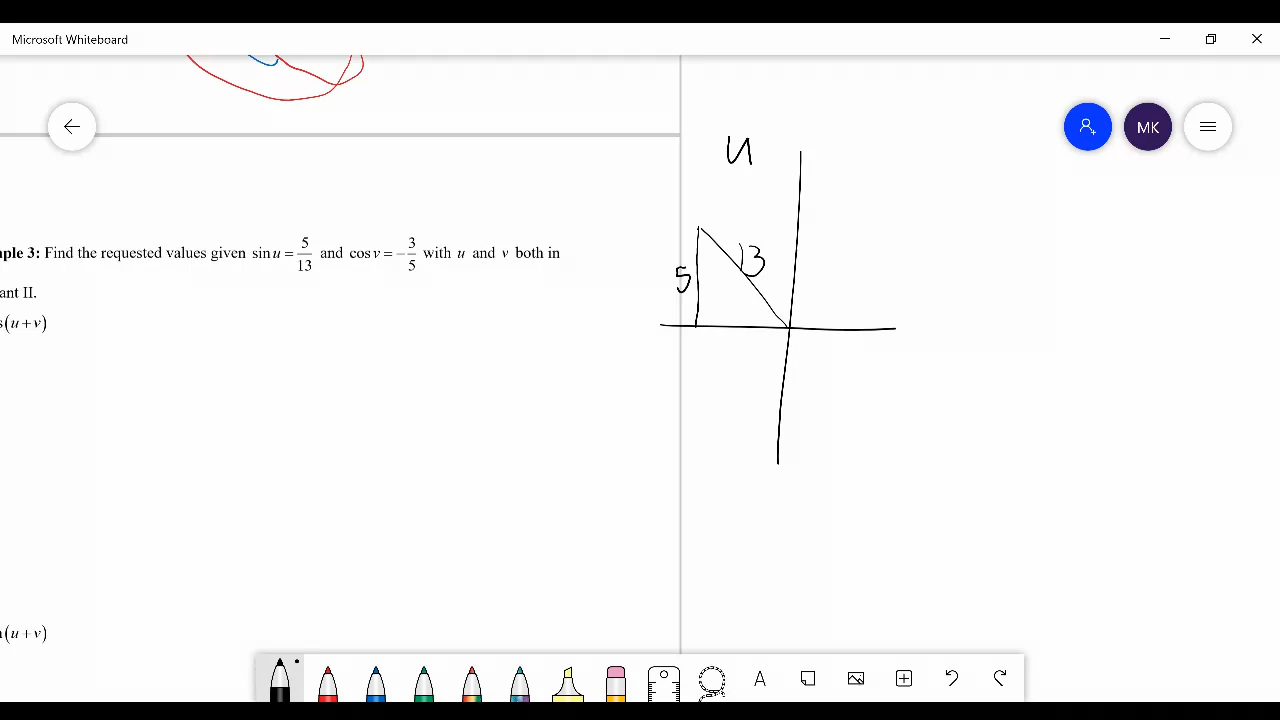 Microsoft Whiteboard
MK
u
ple 3: Find the requested values given sin u = 5/13 and cos v = −3/5 with u and v both in
ant II.
s(u+v)
5
13
(u+v)
A